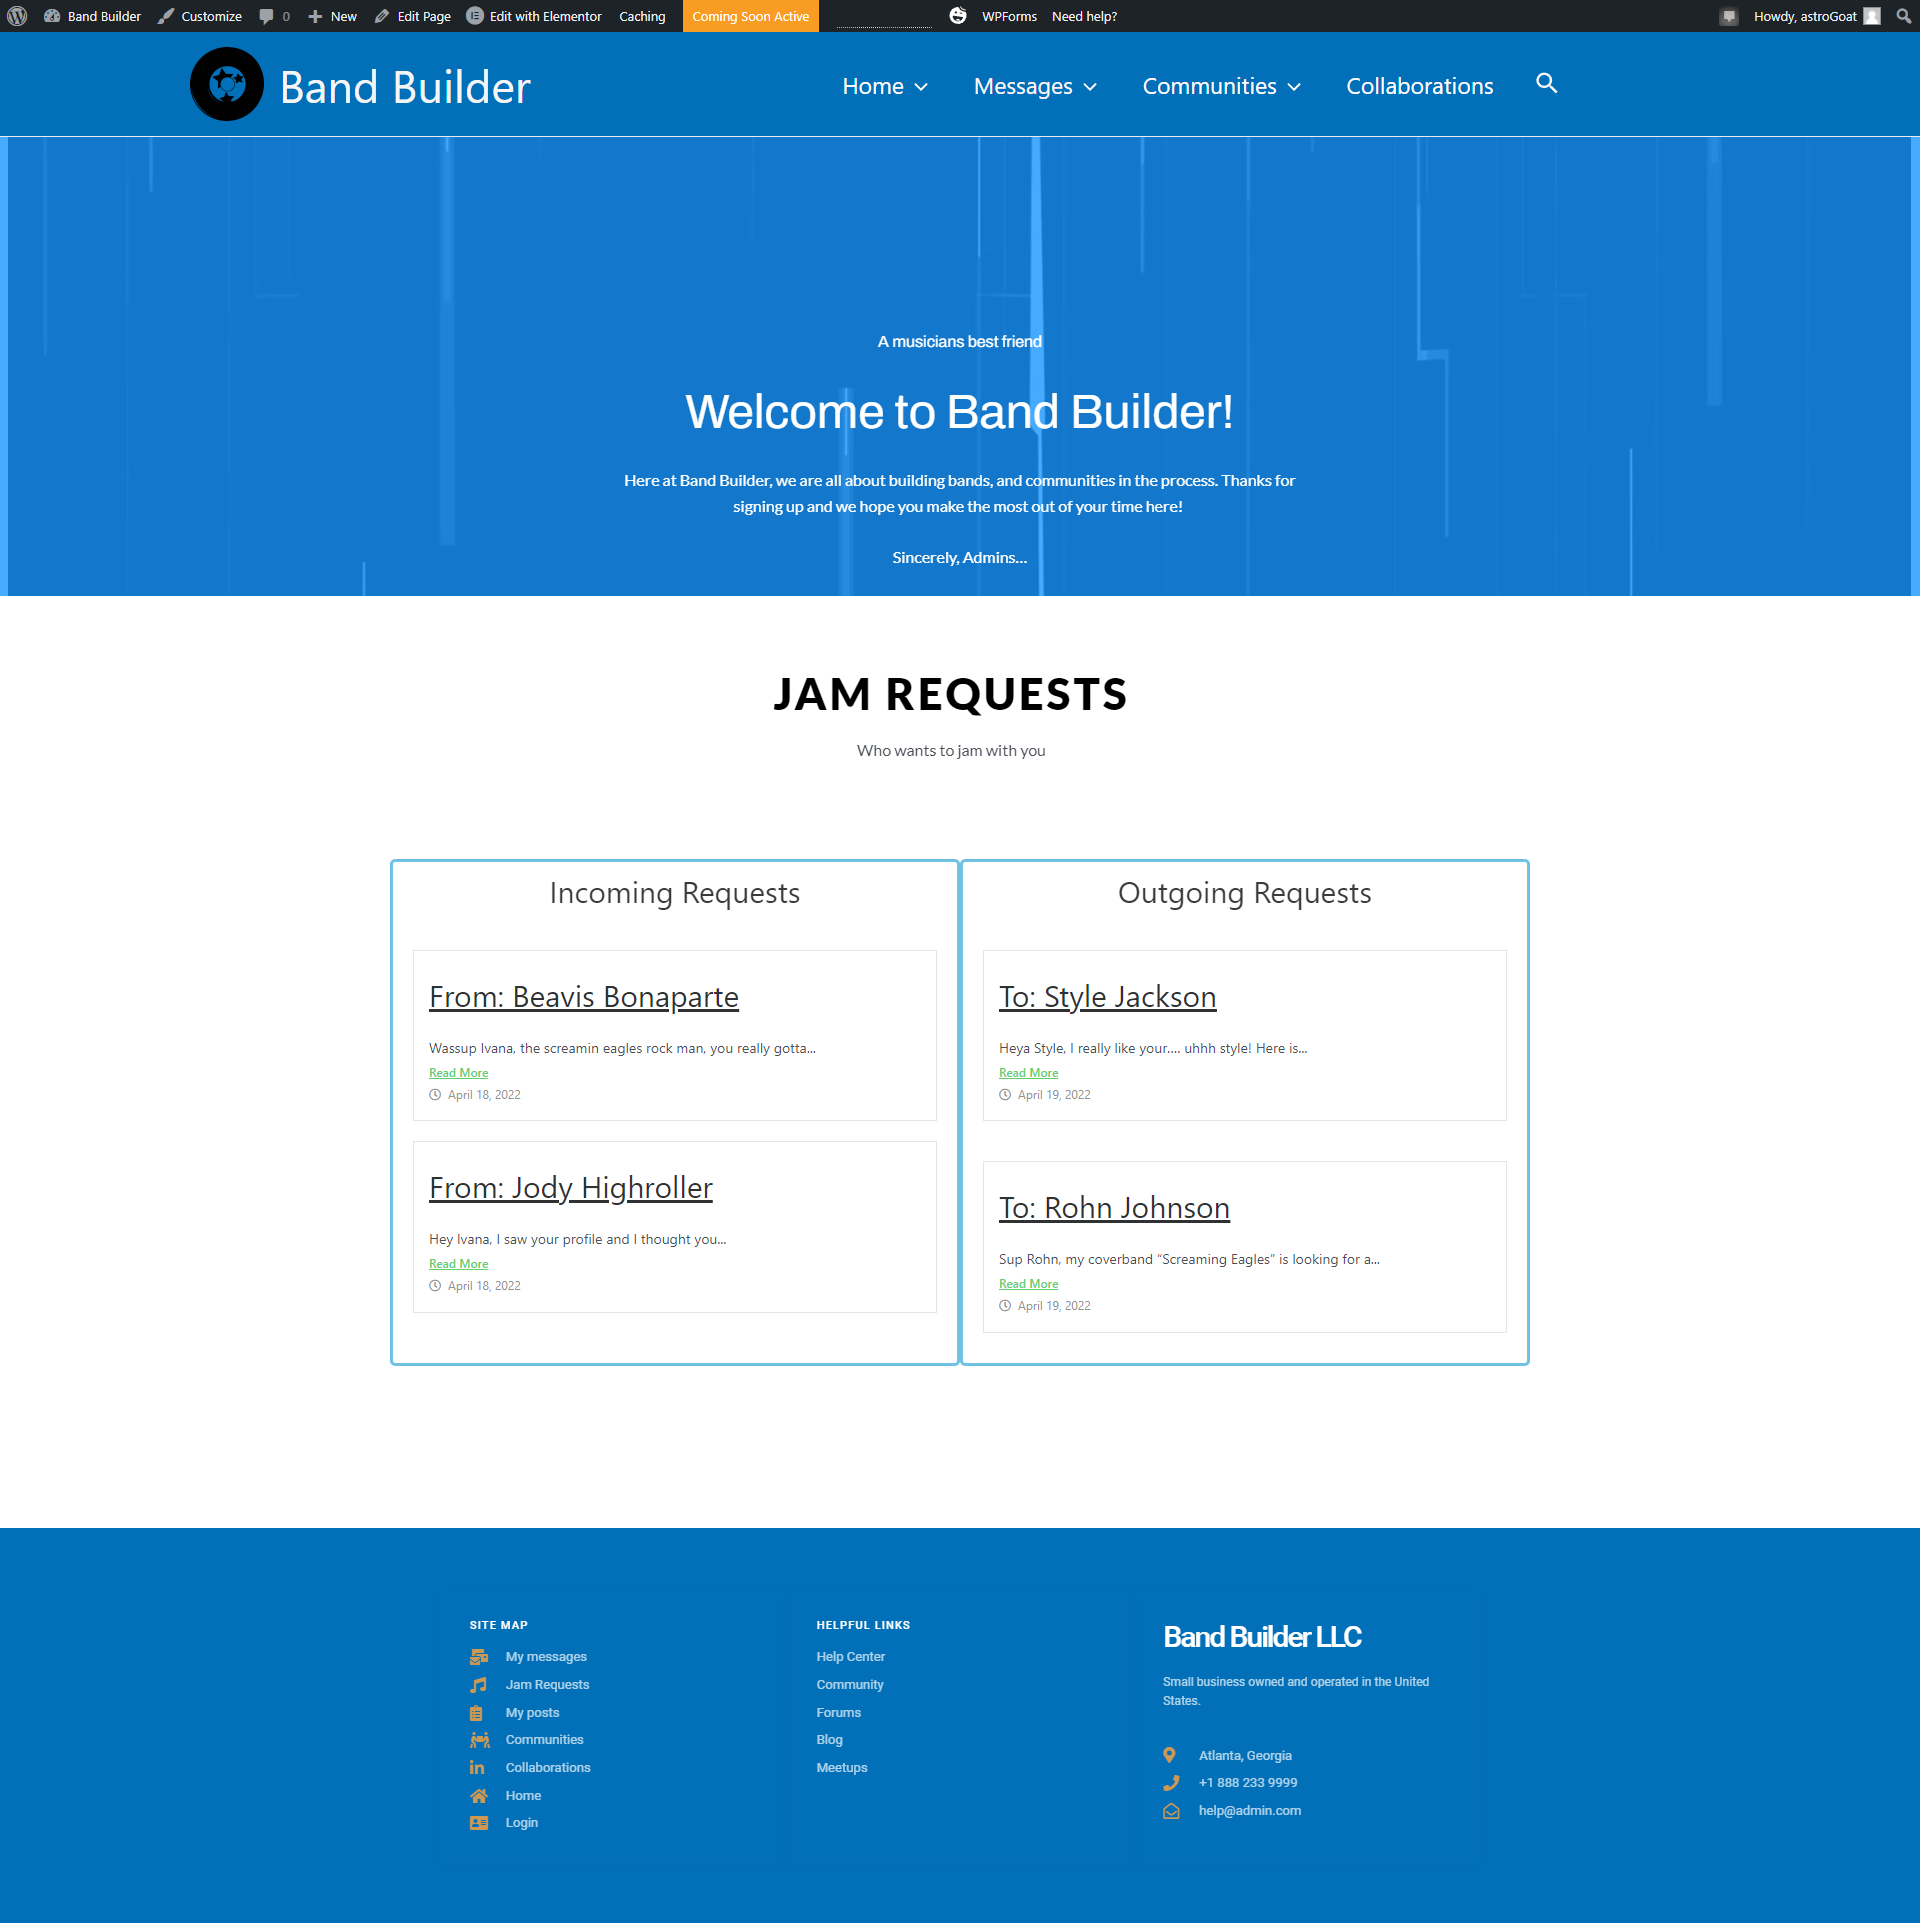 Band Builder Customize 0 New Edit Page Edit with Elementor Caching Coming Soon Active WPForms Need help? Howdy, astroGoat
Band Builder Home Messages Communities Collaborations
A musicians best friend
Welcome to Band Builder!
Here at Band Builder, we are all about building bands, and communities in the process. Thanks for
signing up and we hope you make the most out of your time here!
Sincerely, Admins...
JAM REQUESTS
Who wants to jam with you
Incoming Requests
From: Beavis Bonaparte
Wassup Ivana, the screamin eagles rock man, you really gotta...
Read More
April 18, 2022
From: Jody Highroller
Hey Ivana, I saw your profile and I thought you...
Read More
April 18, 2022
Outgoing Requests
To: Style Jackson
Heya Style, I really like your.... uhhh style! Here is...
Read More
April 19, 2022
To: Rohn Johnson
Sup Rohn, my coverband “Screaming Eagles” is looking for a...
Read More
April 19, 2022
SITE MAP
My messages
Jam Requests
My posts
Communities
Collaborations
Home
Login
HELPFUL LINKS
Help Center
Community
Forums
Blog
Meetups
Band Builder LLC
Small business owned and operated in the United
States.
Atlanta, Georgia
+1 888 233 9999
help@admin.com